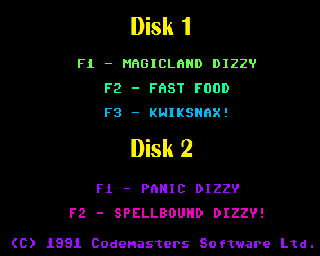 Disk 1
F1 - MAGICLAND DIZZY
F2 - FAST FOOD
F3 - KWIKSNAX!
Disk 2
F1 - PANIC DIZZY
F2 - SPELLBOUND DIZZY!
(C) 1991 Codemasters Software Ltd.